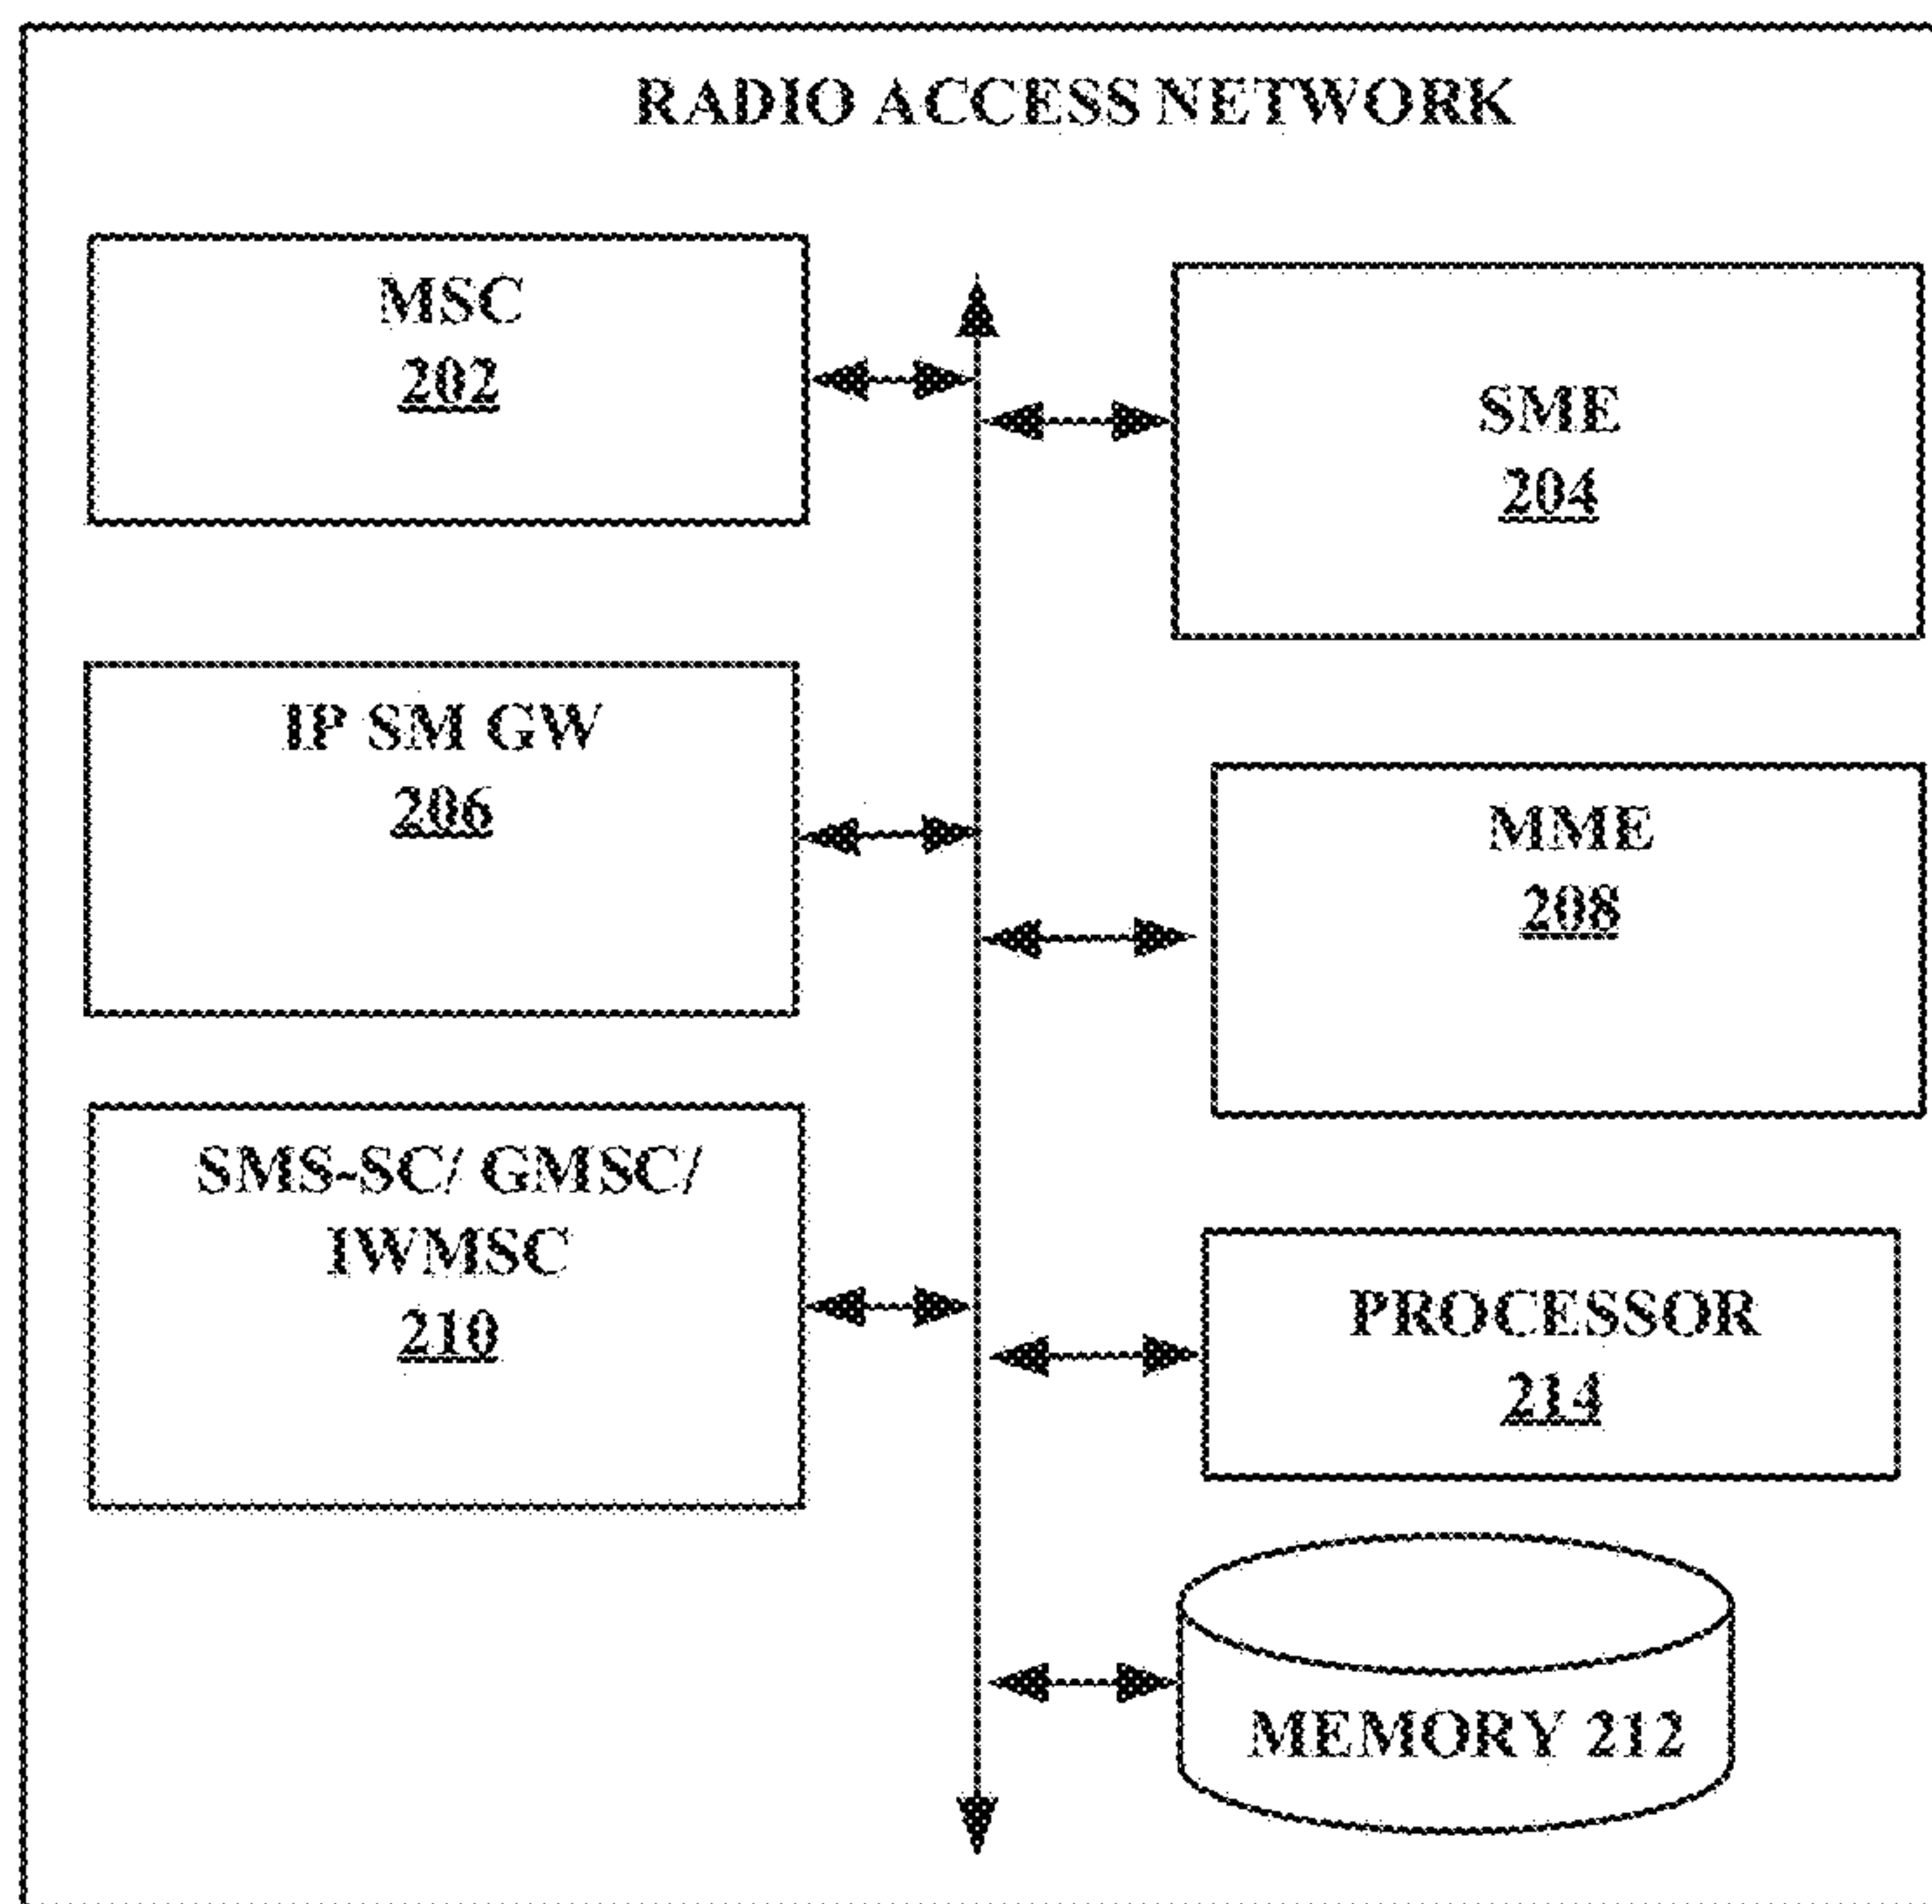 RADIO ACCESS NETWORK
MSC
202
SME
204
IP SM GW
206
MME
208
SMS-SC/ GMSC/
IWMSC
210
PROCESSOR
214
MEMORY 212